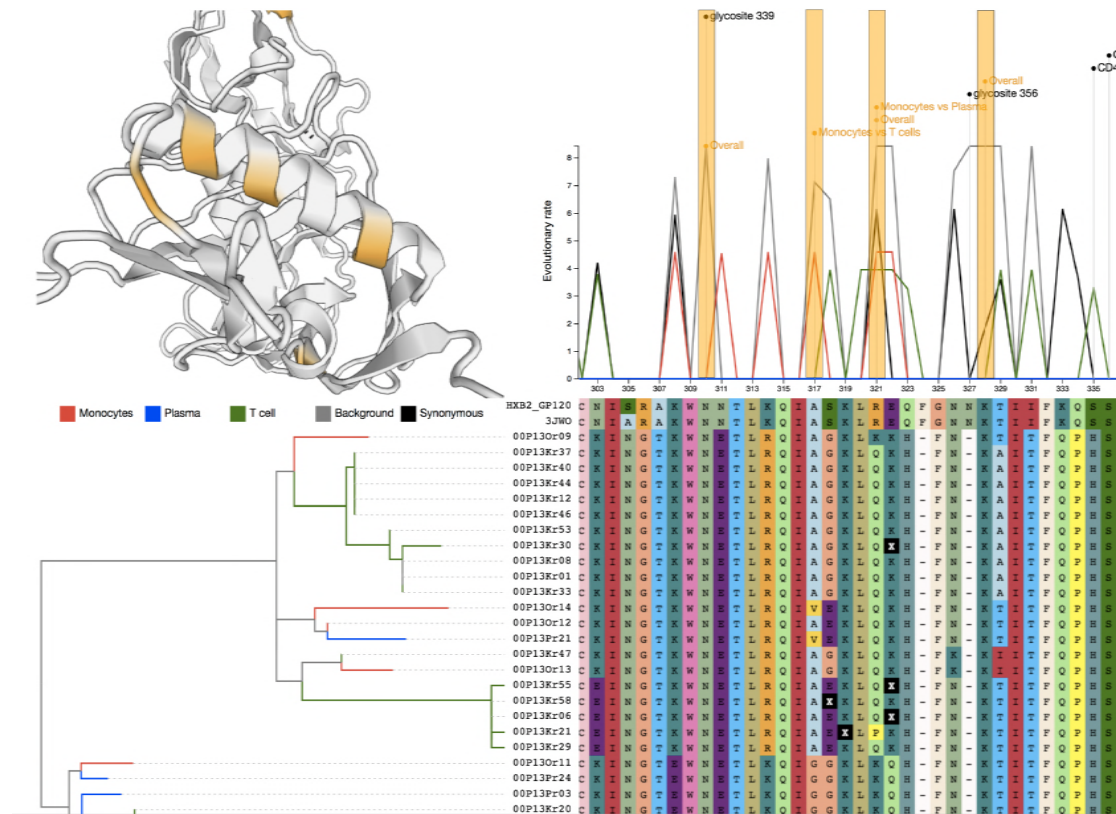 glycosite 339
Overall
glycosite 356
CD4
Monocytes vs Plasma
Overall
Monocytes vs T cells
Overall
Evolutionary rate
8
7
6
5
4
3
2
1
0
303 305 307 309 311 313 315 317 319 321 323 325 327 329 331 333 335
Monocytes Plasma T cell Background Synonymous
HXB2_GP120 C N I S R A K W N N T L K Q I A S K L R E Q F G N N K T I I F K Q S S
3JWO C N I A R A K W N N T L K Q I A S K L R E Q F G N N K T I I F K Q S S
00P13Or09 C K I N G T K W N E T L R Q I A G K L K K H - F N - K T I T F Q P H S
00P13Kr37 C K I N G T K W N E T L R Q I A G K L Q K H - F N - K A I T F Q P H S
00P13Kr40 C K I N G T K W N E T L R Q I A G K L Q K H - F N - K A I T F Q P H S
00P13Kr44 C K I N G T K W N E T L R Q I A G K L Q K H - F N - K A I T F Q P H S
00P13Kr12 C K I N G T K W N E T L R Q I A G K L Q K H - F N - K A I T F Q P H S
00P13Kr46 C K I N G T K W N E T L R Q I A G K L Q K H - F N - K A I T F Q P H S
00P13Kr53 C K I N G T K W N E T L R Q I A G K L Q K H - F N - K A I T F Q P H S
00P13Kr30 C K I N G T K W N E T L R Q I A G K L Q X H - F N - K A I T F Q P H S
00P13Kr08 C K I N G T K W N E T L R Q I A G K L Q K H - F N - K A I T F Q P H S
00P13Kr01 C K I N G T K W N E T L R Q I A G K L Q K H - F N - K A I T F Q P H S
00P13Kr33 C K I N G T K W N E T L R Q I A G K L Q K H - F N - K A I T F Q P H S
00P13Or14 C K I N G T K W N E T L R Q I V E K L Q K H - F N - K T I T F Q P H S
00P13Or12 C K I N G T K W N E T L R Q I A E K L Q K H - F N - K T I T F Q P H S
00P13Pr21 C K I N G T K W N E T L R Q I V E K L Q K H - F N - K T I T F Q P H S
00P13Kr47 C K I N G T K W N E T L R Q I A G K L Q K H - F K - K I I T F Q P H S
00P13Or13 C K I N G T K W N E T L R Q I A G K L Q K H - F K - K I I T F Q P H S
00P13Kr55 C E I N G T K W N E T L R Q I A E K L Q X H - F N - K T I T F Q P H S
00P13Kr58 C E I N G T K W N E T L R Q I A X K L Q K H - F N - K T I T F Q P H S
00P13Kr06 C E I N G T K W N E T L R Q I A E K L Q X H - F N - K T I T F Q P H S
00P13Kr21 C E I N G T K W N E T L R Q I A E X L P K H - F N - K T I T F Q P H S
00P13Kr29 C E I N G T K W N E T L R Q I A E K L Q K H - F N - K T I T F Q P H S
00P13Or11 C K I N G T E W N E T L K Q I G G K L K Q H - F N - K T I T F Q P H S
00P13Pr24 C K I N G T E W N E T L K Q I G G K L K Q H - F N - K T I T F Q P H S
00P13Pr03 C K I N G T E W N E T L K Q I G G K L K Q H - F N - K T I T F Q P H S
00P13Kr20 C K I N G T E W N E T L K Q I G G K L K Q H - F N - K T I T F Q P H S